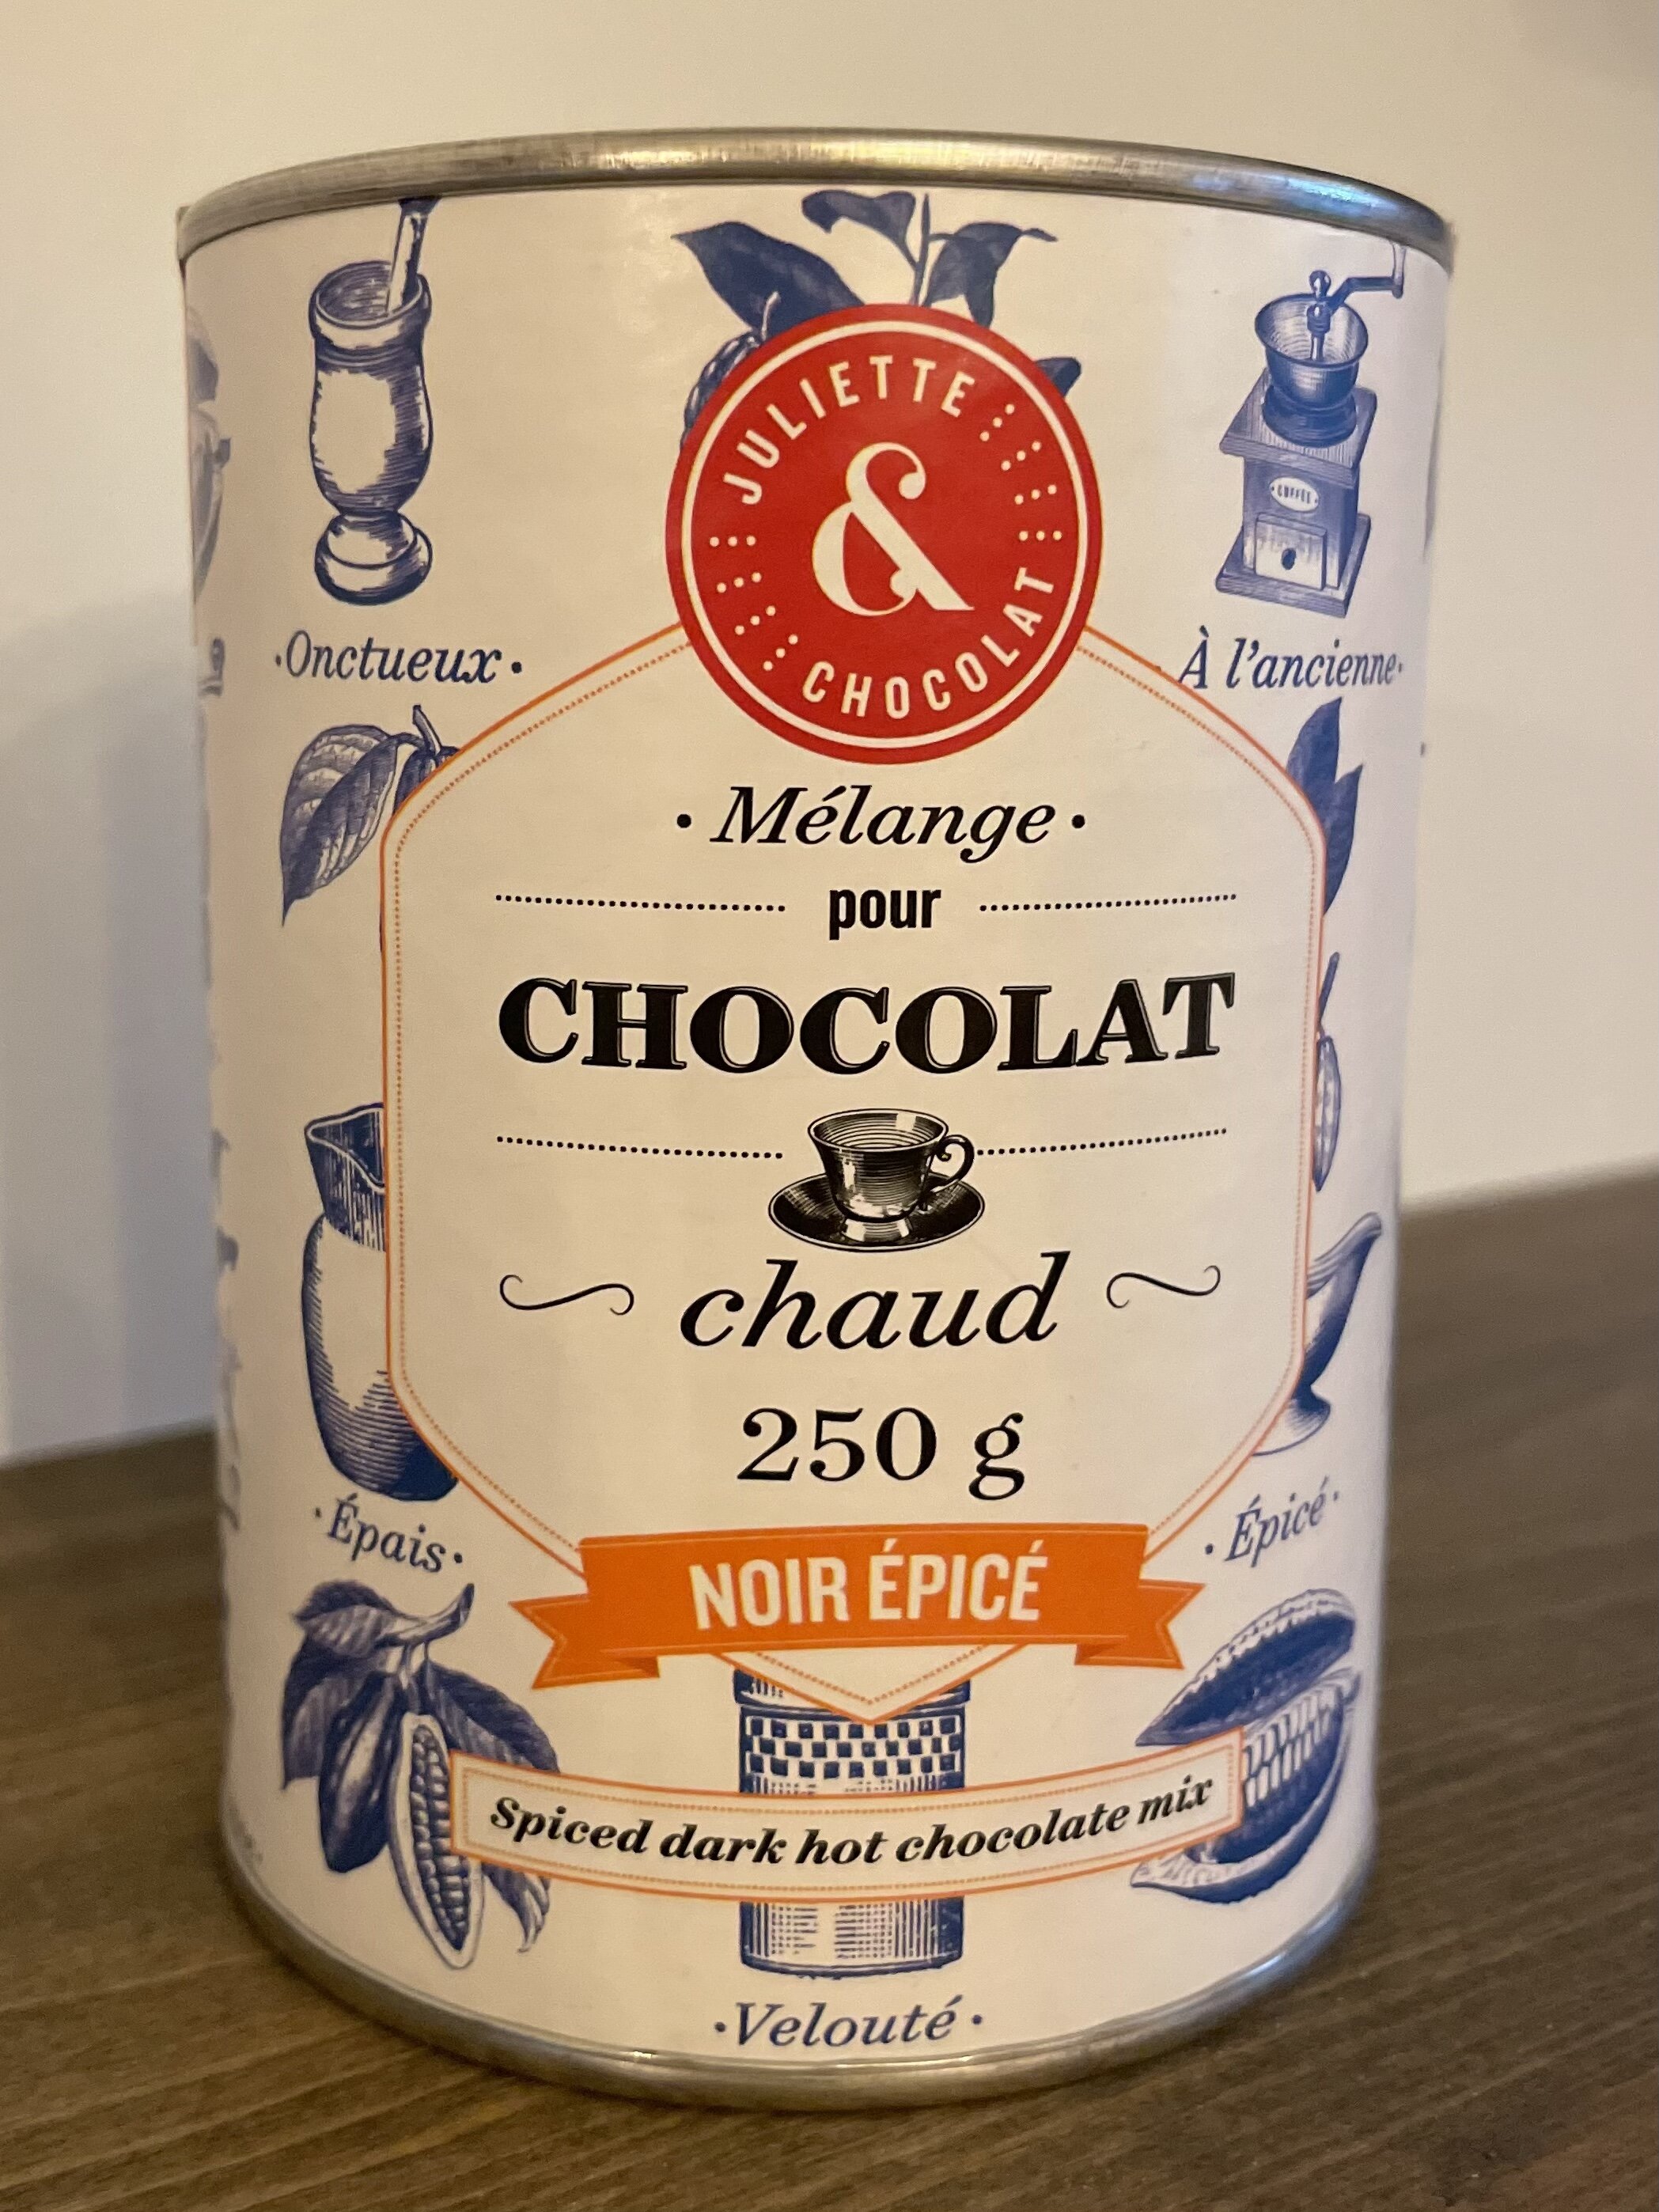 JULIETTE
&
CHOCOLAT
COFFEE
·Onctueux·
À l'ancienne·
·Mélange·
pour
CHOCOLAT
chaud
250 g
·Épais·
·Épicé·
NOIR ÉPICÉ
Spiced dark hot chocolate mix
·Velouté·